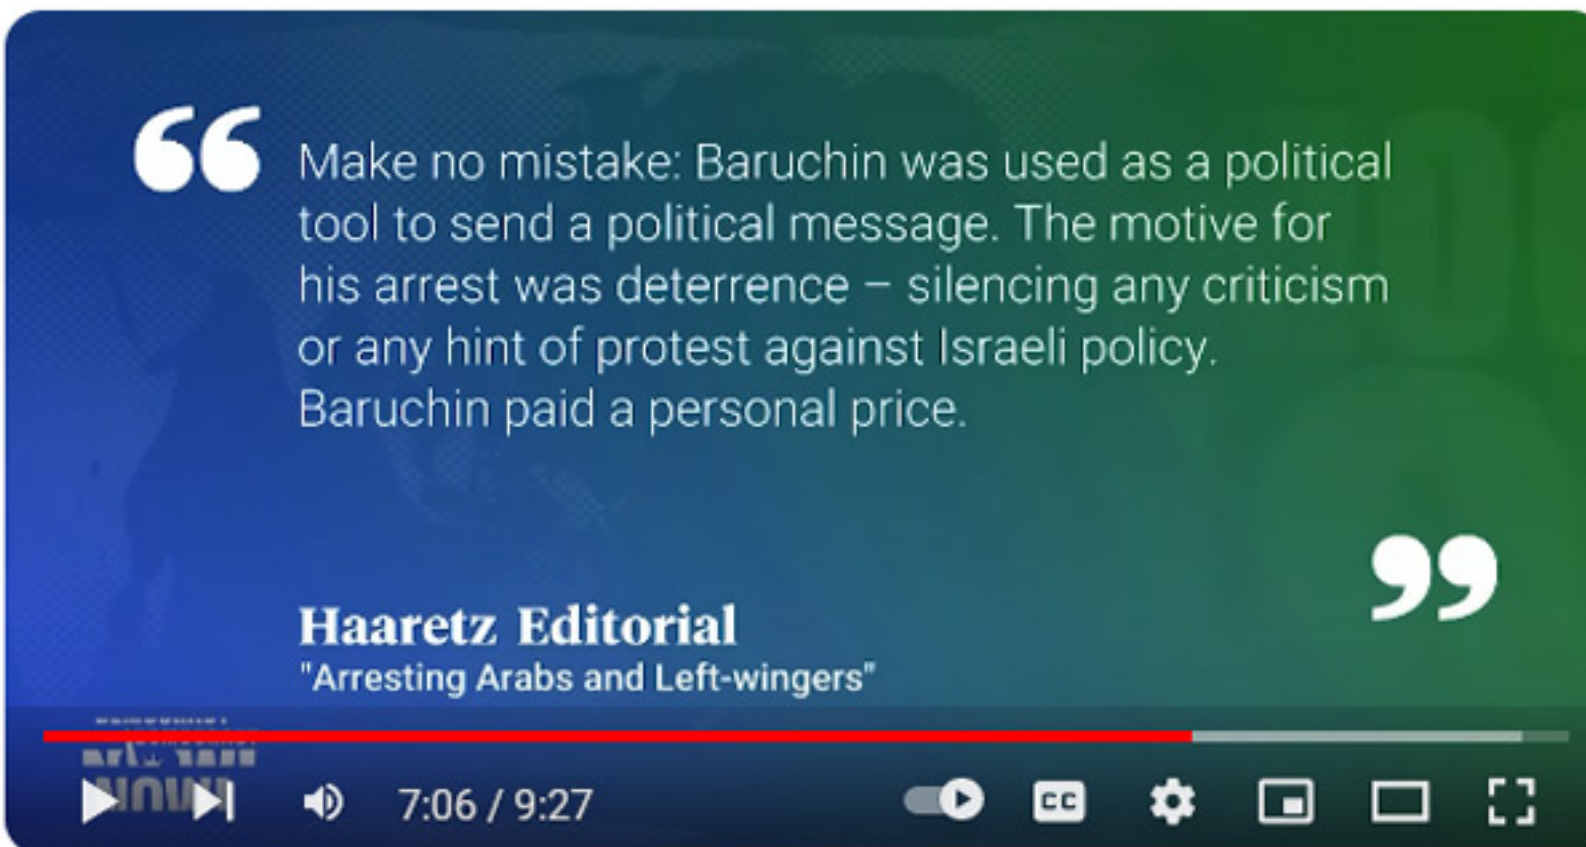 “ Make no mistake: Baruchin was used as a political
tool to send a political message. The motive for
his arrest was deterrence – silencing any criticism
or any hint of protest against Israeli policy.
Baruchin paid a personal price. ”
Haaretz Editorial
"Arresting Arabs and Left-wingers"
7:06 / 9:27
CC